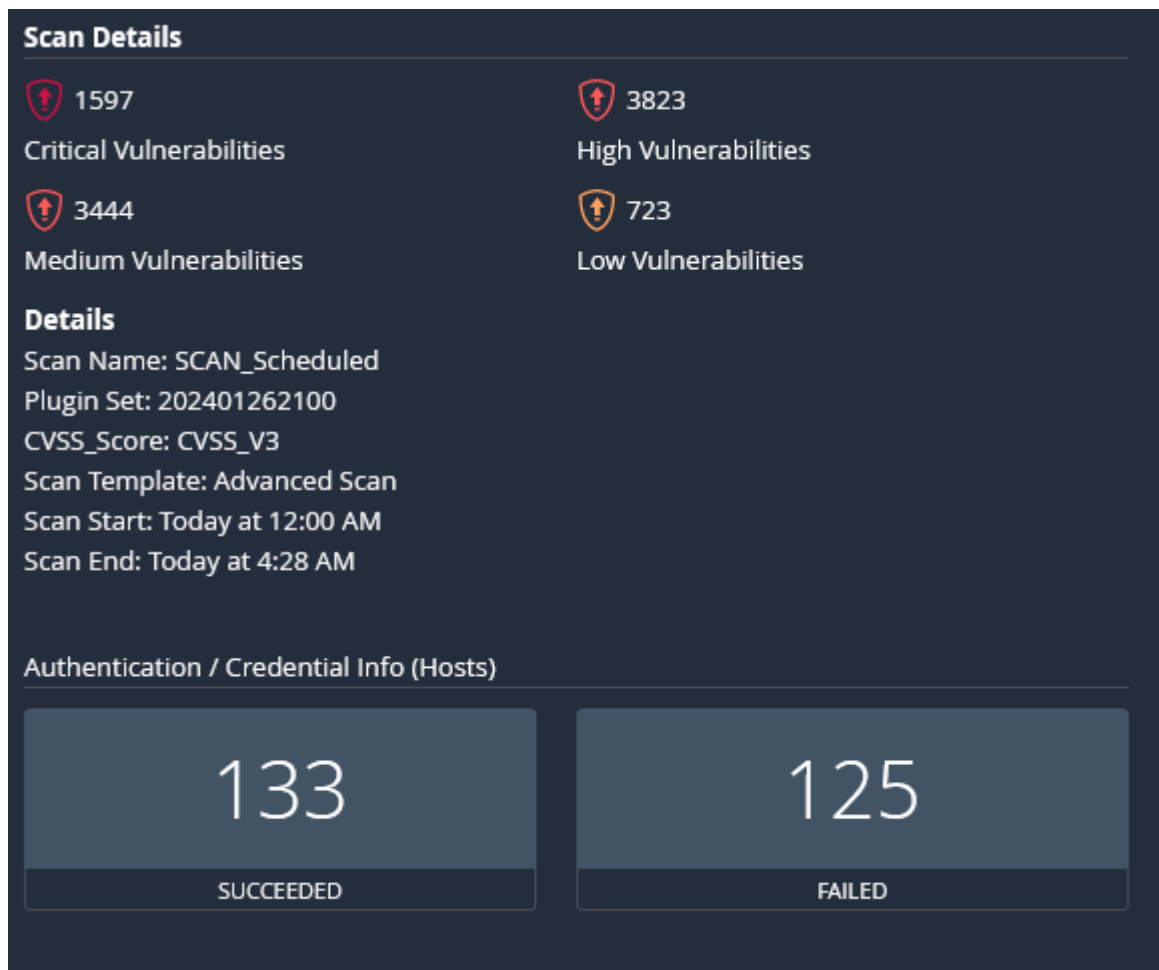 Scan Details
1597
Critical Vulnerabilities
3823
High Vulnerabilities
3444
Medium Vulnerabilities
723
Low Vulnerabilities
Details
Scan Name: SCAN_Scheduled
Plugin Set: 202401262100
CVSS_Score: CVSS_V3
Scan Template: Advanced Scan
Scan Start: Today at 12:00 AM
Scan End: Today at 4:28 AM
Authentication / Credential Info (Hosts)
133
SUCCEEDED
125
FAILED